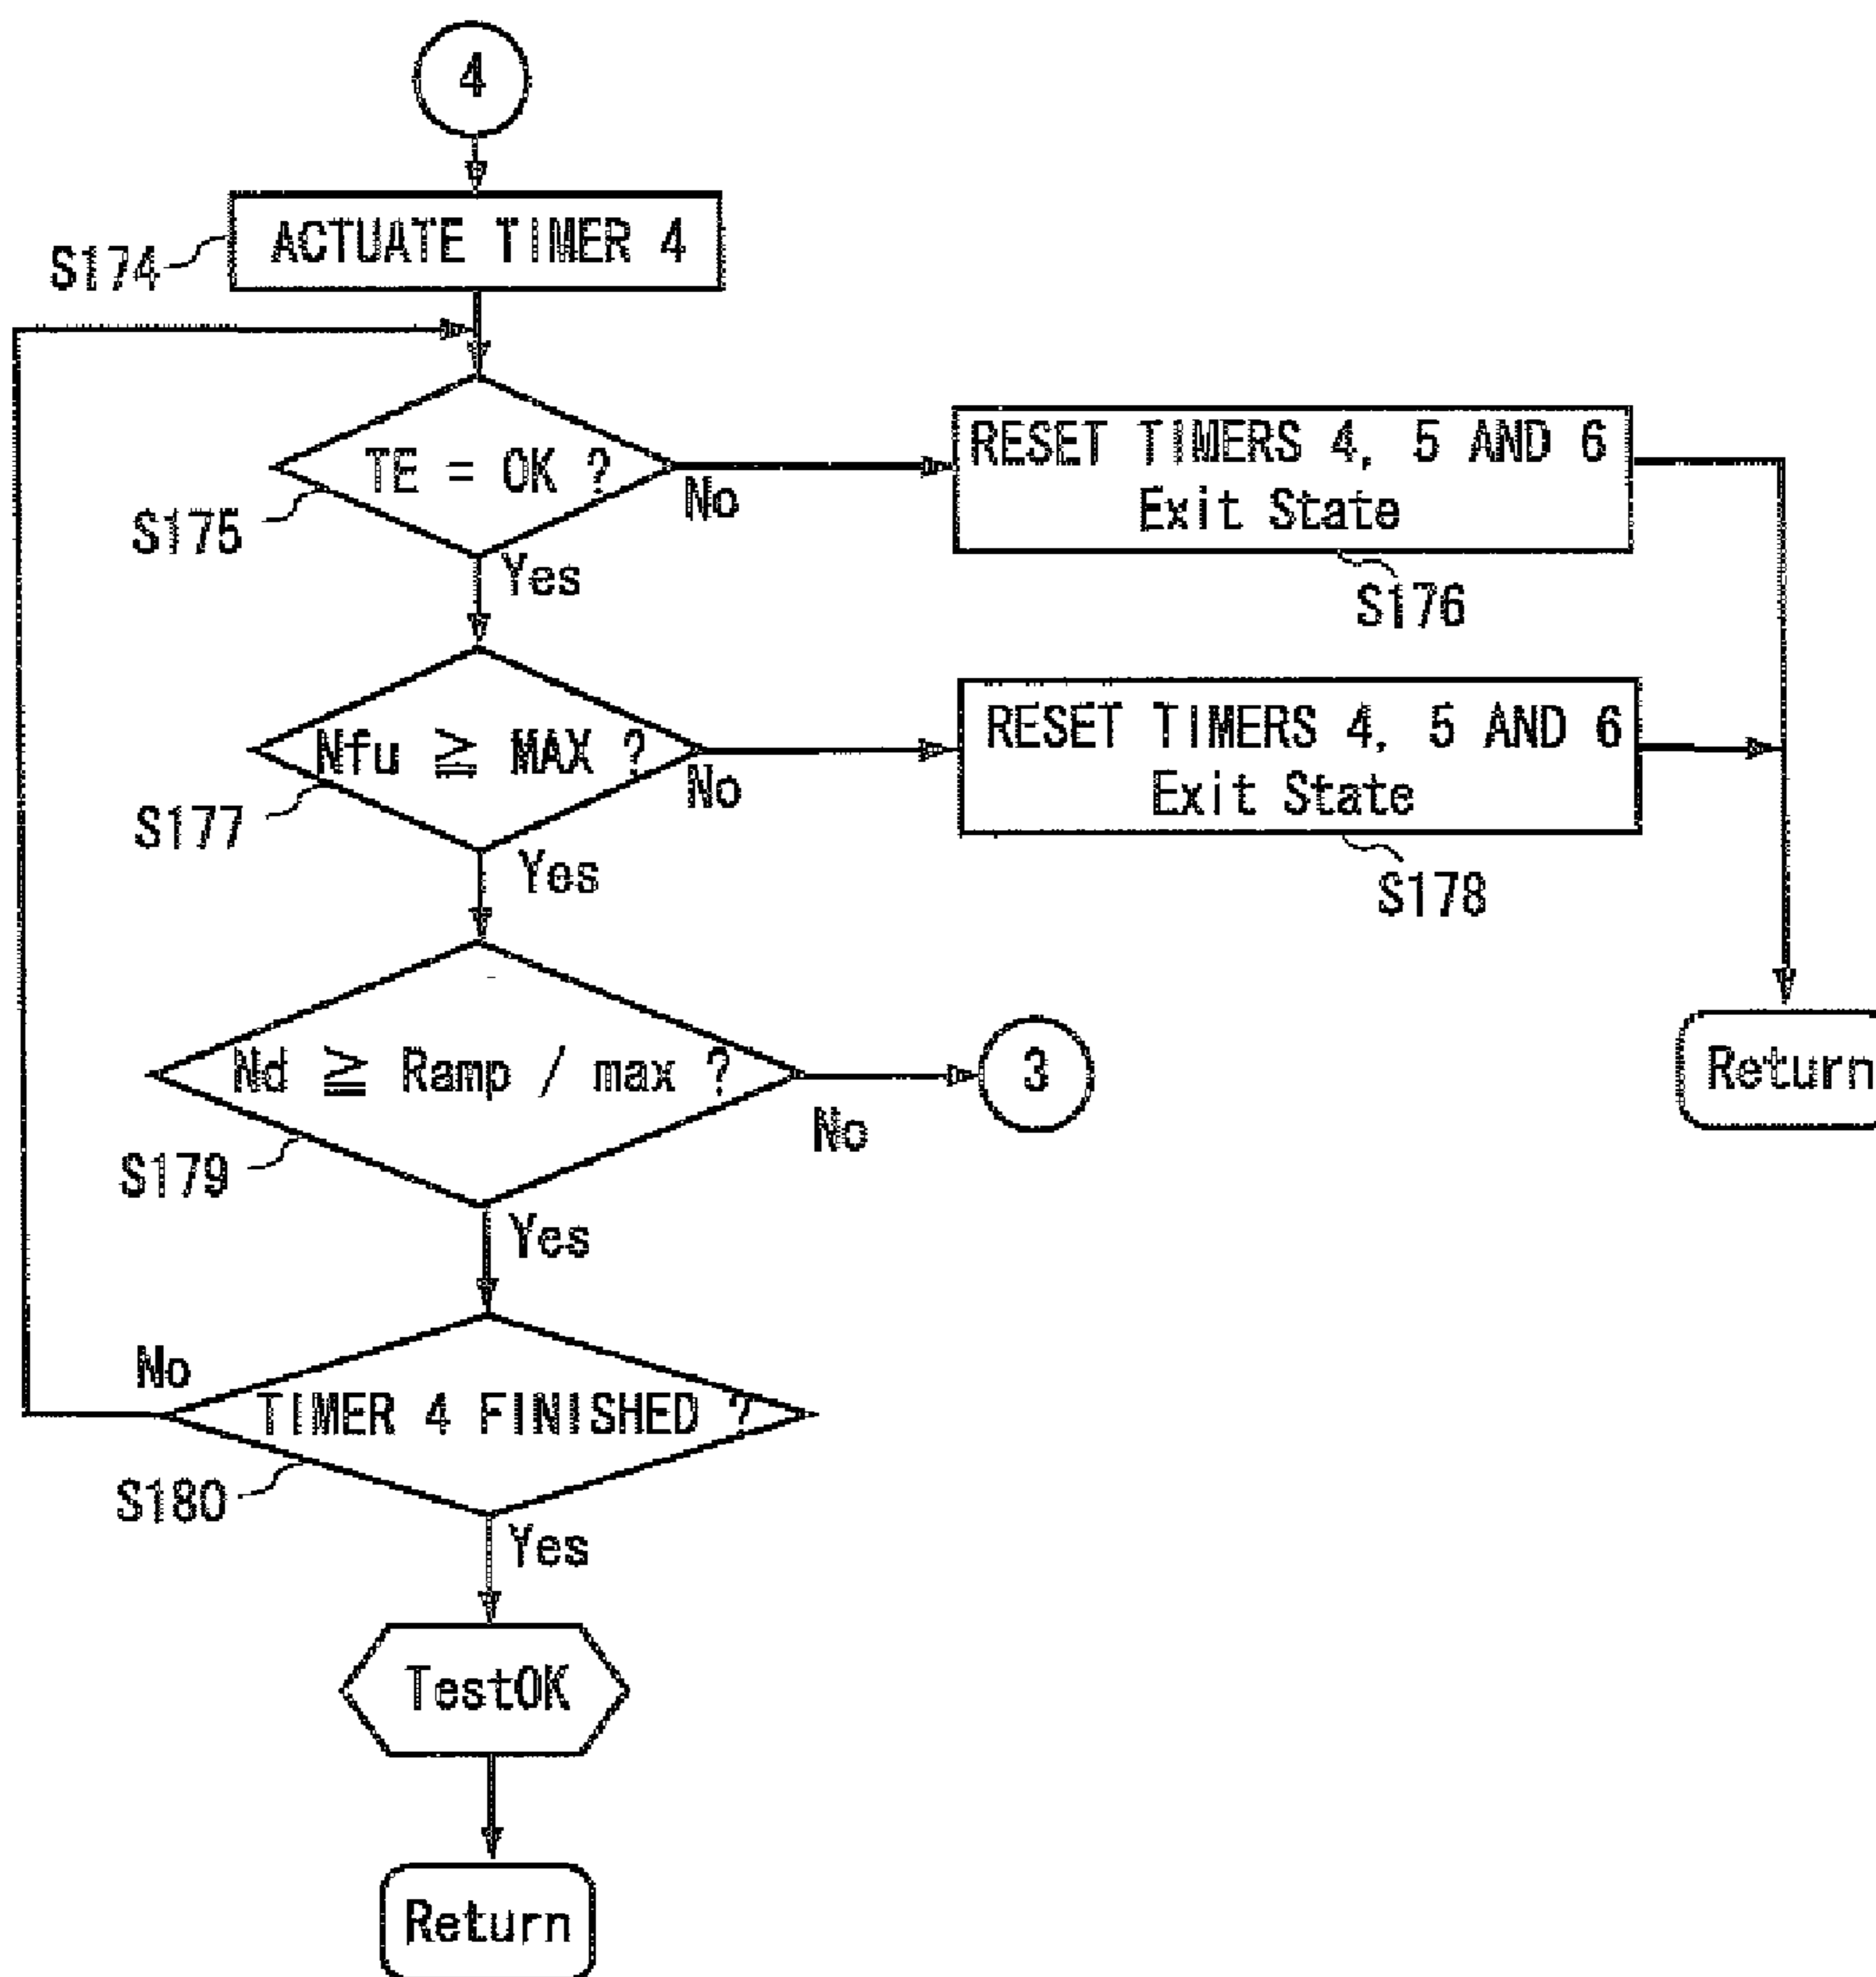 4
ACTUATE TIMER 4
S174
TE = OK ?
S175
No
Yes
RESET TIMERS 4, 5 AND 6
Exit State
S176
Nfu ≧ MAX ?
S177
No
Yes
RESET TIMERS 4, 5 AND 6
Exit State
S178
Nd ≧ Ramp / max ?
S179
No
3
Return
Yes
No
TIMER 4 FINISHED ?
S180
Yes
TestOK
Return